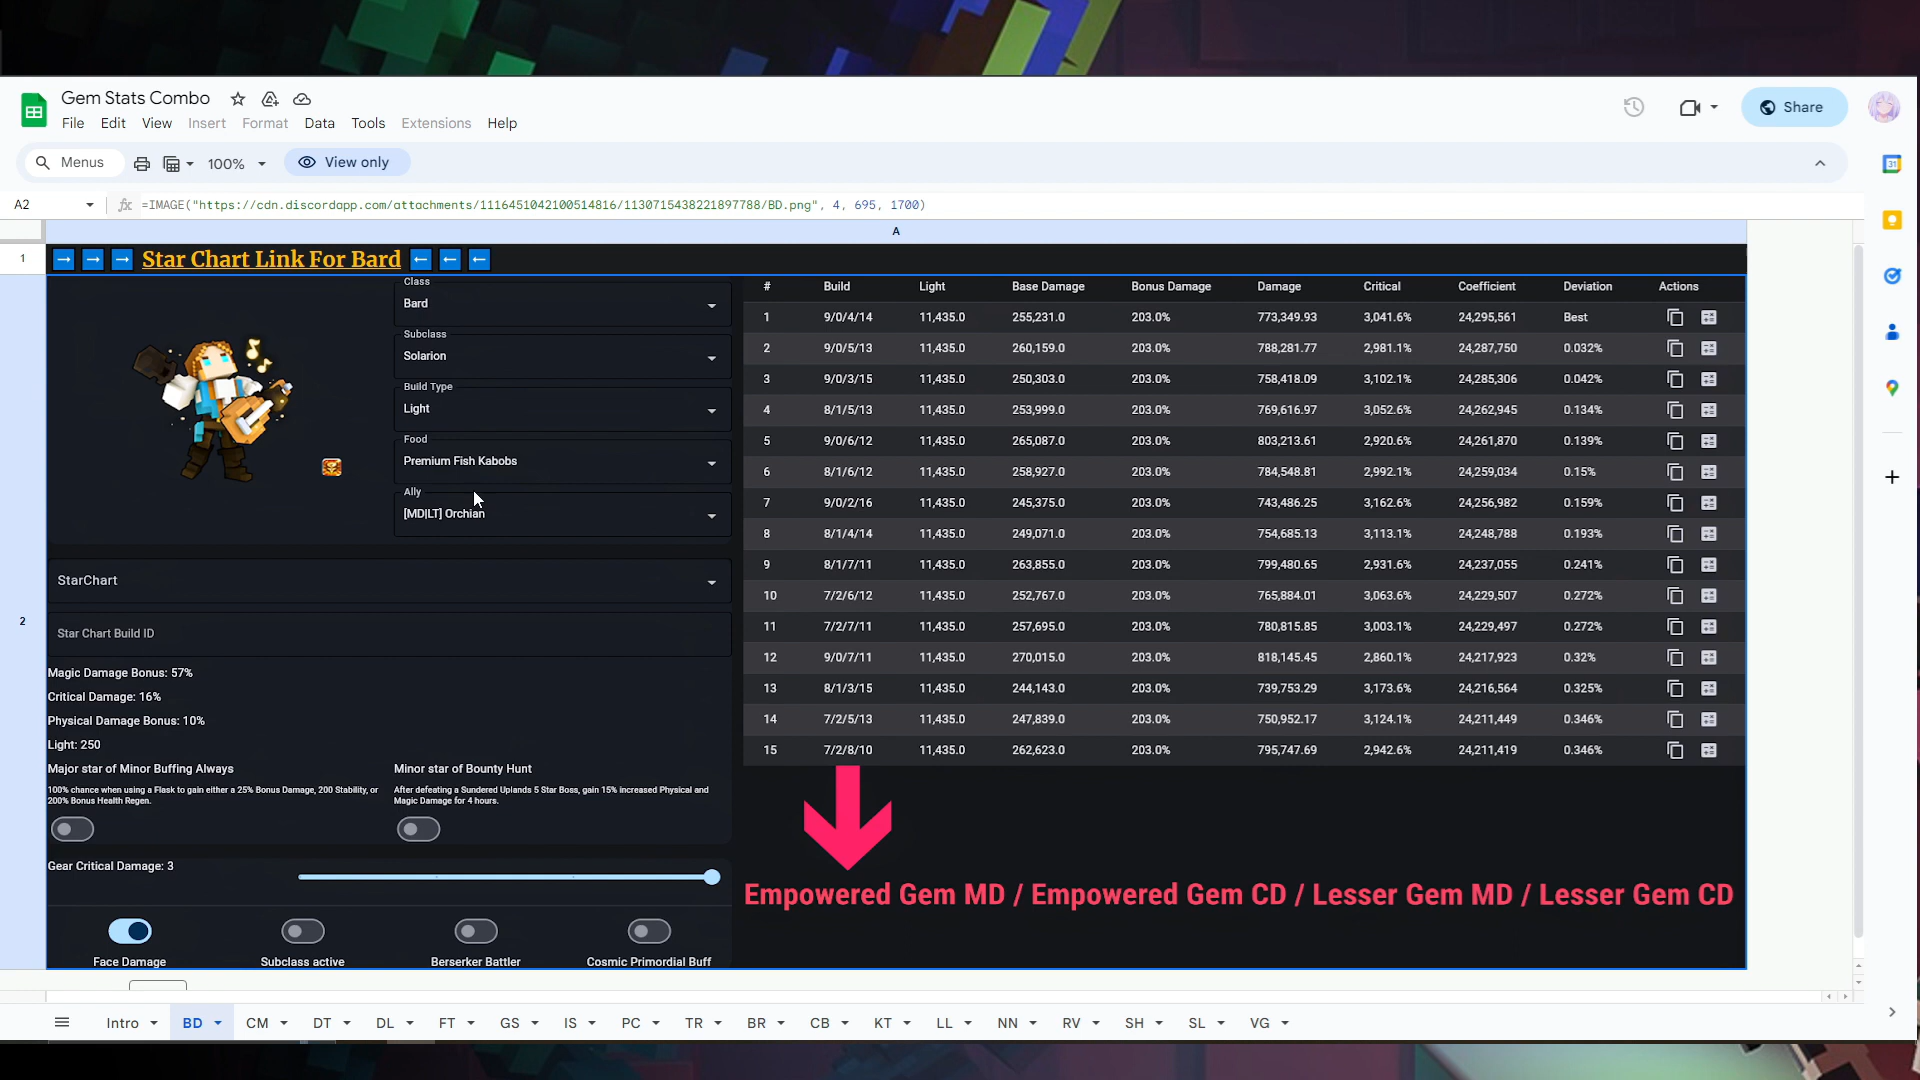 Gem Stats Combo
File Edit View Insert Format Data Tools Extensions Help
Share
Menus 100% View only
31
A2 fx =IMAGE("https://cdn.discordapp.com/attachments/1116451042100514816/1130715438221897788/BD.png", 4, 695, 1700)
A
1 → → → Star Chart Link For Bard ← ← ←
2
Class
Bard
Subclass
Solarion
Build Type
Light
Food
Premium Fish Kabobs
Ally
[MD|LT] Orchian
StarChart
Star Chart Build ID
Magic Damage Bonus: 57%
Critical Damage: 16%
Physical Damage Bonus: 10%
Light: 250
Major star of Minor Buffing Always
100% chance when using a Flask to gain either a 25% Bonus Damage, 200 Stability, or
200% Bonus Health Regen.
Minor star of Bounty Hunt
After defeating a Sundered Uplands 5 Star Boss, gain 15% increased Physical and
Magic Damage for 4 hours.
Gear Critical Damage: 3
Face Damage Subclass active Berserker Battler Cosmic Primordial Buff
# Build Light Base Damage Bonus Damage Damage Critical Coefficient Deviation Actions
1 9/0/4/14 11,435.0 255,231.0 203.0% 773,349.93 3,041.6% 24,295,561 Best
2 9/0/5/13 11,435.0 260,159.0 203.0% 788,281.77 2,981.1% 24,287,750 0.032%
3 9/0/3/15 11,435.0 250,303.0 203.0% 758,418.09 3,102.1% 24,285,306 0.042%
4 8/1/5/13 11,435.0 253,999.0 203.0% 769,616.97 3,052.6% 24,262,945 0.134%
5 9/0/6/12 11,435.0 265,087.0 203.0% 803,213.61 2,920.6% 24,261,870 0.139%
6 8/1/6/12 11,435.0 258,927.0 203.0% 784,548.81 2,992.1% 24,259,034 0.15%
7 9/0/2/16 11,435.0 245,375.0 203.0% 743,486.25 3,162.6% 24,256,982 0.159%
8 8/1/4/14 11,435.0 249,071.0 203.0% 754,685.13 3,113.1% 24,248,788 0.193%
9 8/1/7/11 11,435.0 263,855.0 203.0% 799,480.65 2,931.6% 24,237,055 0.241%
10 7/2/6/12 11,435.0 252,767.0 203.0% 765,884.01 3,063.6% 24,229,507 0.272%
11 7/2/7/11 11,435.0 257,695.0 203.0% 780,815.85 3,003.1% 24,229,497 0.272%
12 9/0/7/11 11,435.0 270,015.0 203.0% 818,145.45 2,860.1% 24,217,923 0.32%
13 8/1/3/15 11,435.0 244,143.0 203.0% 739,753.29 3,173.6% 24,216,564 0.325%
14 7/2/5/13 11,435.0 247,839.0 203.0% 750,952.17 3,124.1% 24,211,449 0.346%
15 7/2/8/10 11,435.0 262,623.0 203.0% 795,747.69 2,942.6% 24,211,419 0.346%
Empowered Gem MD / Empowered Gem CD / Lesser Gem MD / Lesser Gem CD
Intro BD CM DT DL FT GS IS PC TR BR CB KT LL NN RV SH SL VG